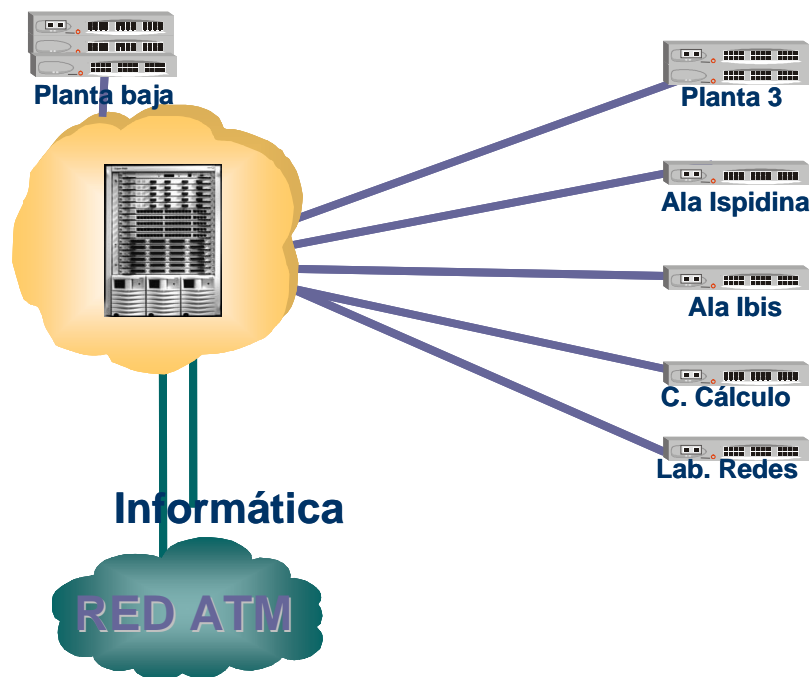 Planta baja
Planta 3
Ala Ispidina
Ala Ibis
C. Cálculo
Lab. Redes
Informática
RED ATM